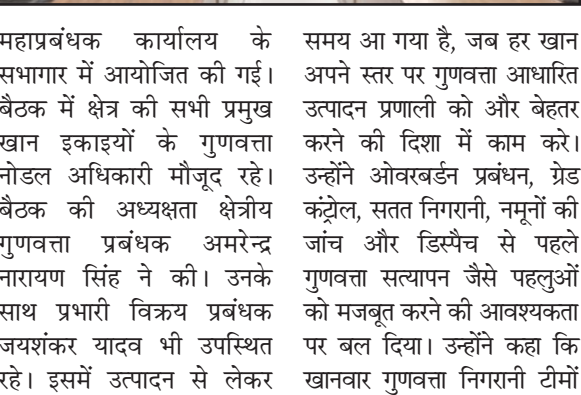 महाप्रबंधक कार्यालय के
सभागार में आयोजित की गई।
बैठक में क्षेत्र की सभी प्रमुख
खान इकाइयों के गुणवत्ता
नोडल अधिकारी मौजूद रहे।
बैठक की अध्यक्षता क्षेत्रीय
गुणवत्ता प्रबंधक अमरेन्द्र
नारायण सिंह ने की। उनके
साथ प्रभारी विक्रय प्रबंधक
जयशंकर यादव भी उपस्थित
रहे। इसमें उत्पादन से लेकर
समय आ गया है, जब हर खान
अपने स्तर पर गुणवत्ता आधारित
उत्पादन प्रणाली को और बेहतर
करने की दिशा में काम करे।
उन्होंने ओवरबर्डन प्रबंधन, ग्रेड
कंट्रोल, सतत निगरानी, नमूनों की
जांच और डिस्पैच से पहले
गुणवत्ता सत्यापन जैसे पहलुओं
को मजबूत करने की आवश्यकता
पर बल दिया। उन्होंने कहा कि
खानवार गुणवत्ता निगरानी टीमों